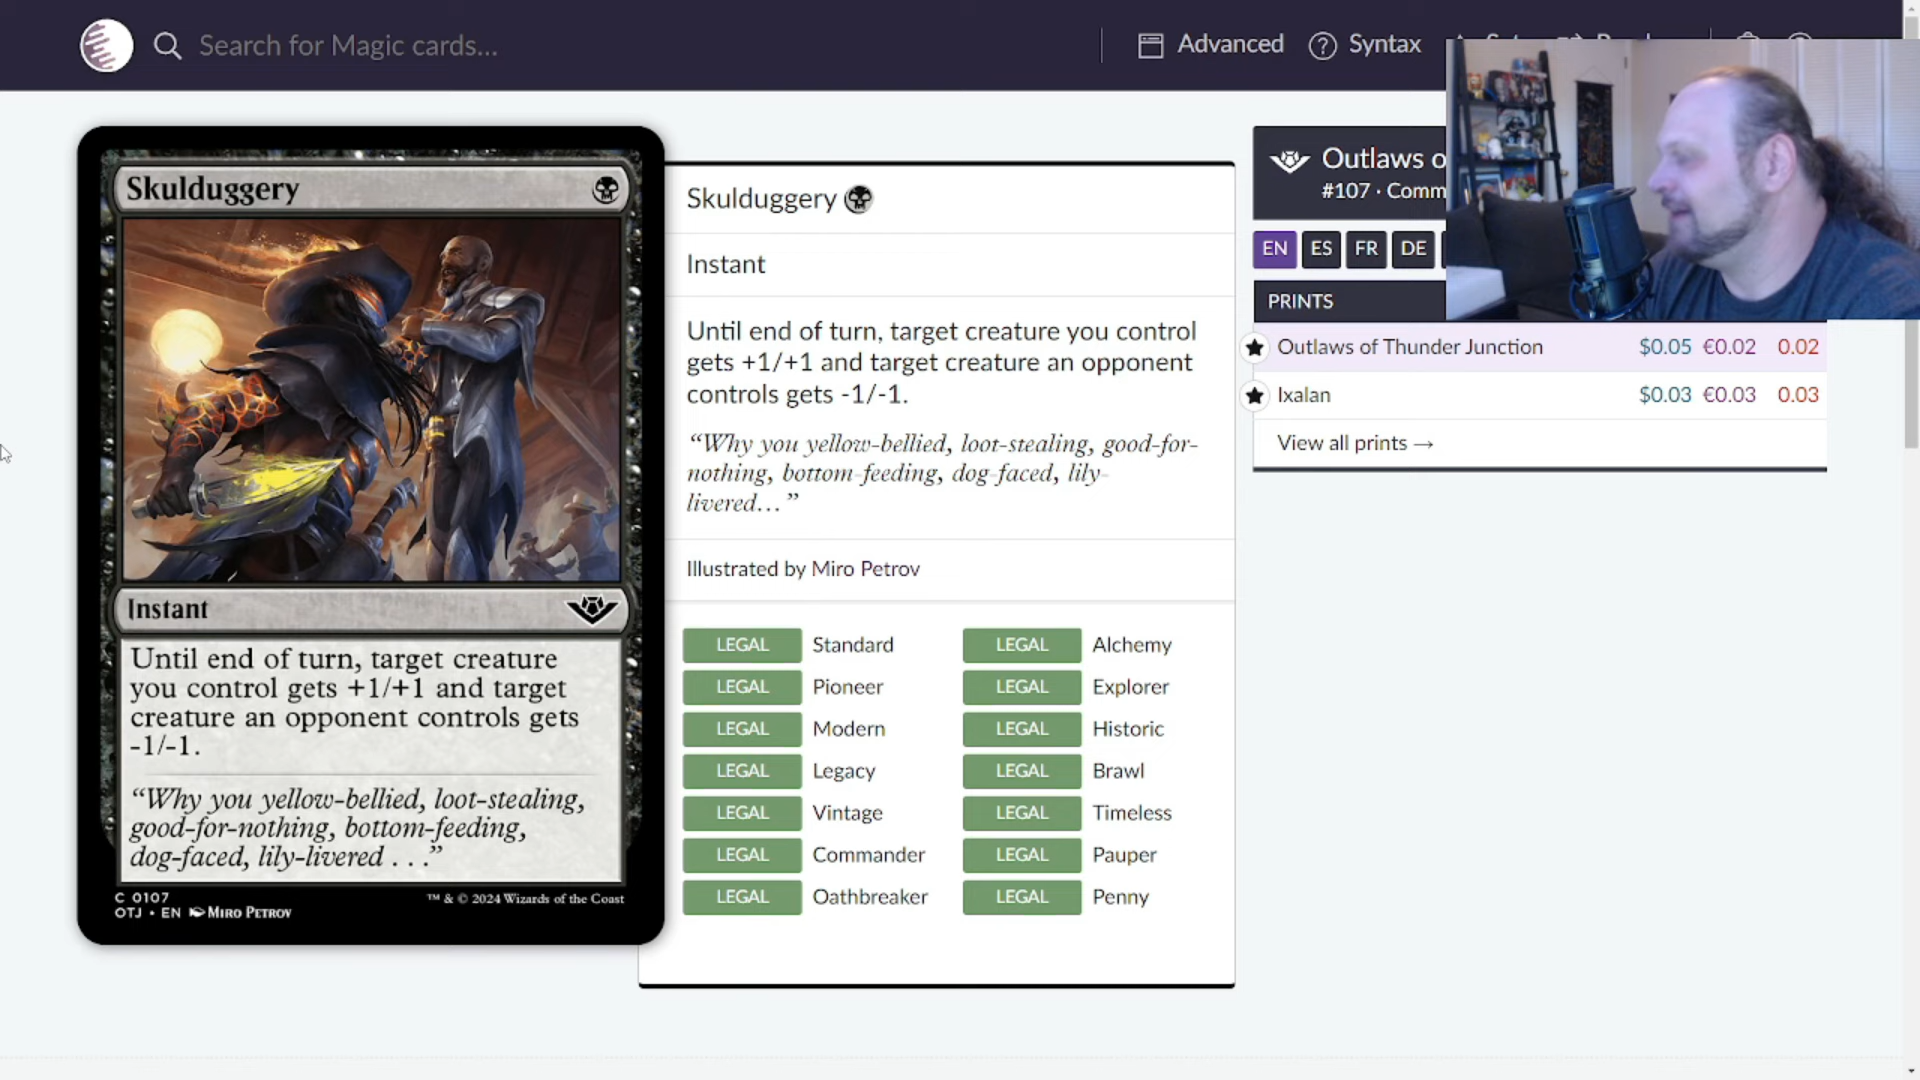 Search for Magic cards...
Advanced
Syntax
Skulduggery
Instant
Until end of turn, target creature
you control gets +1/+1 and target
creature an opponent controls gets
-1/-1.
“Why you yellow-bellied, loot-stealing,
good-for-nothing, bottom-feeding,
dog-faced, lily-livered . . .”
C 0107
OTJ • EN MIRO PETROV
™ & © 2024 Wizards of the Coast
Skulduggery
Instant
Until end of turn, target creature you control
gets +1/+1 and target creature an opponent
controls gets -1/-1.
“Why you yellow-bellied, loot-stealing, good-for-
nothing, bottom-feeding, dog-faced, lily-
livered…”
Illustrated by Miro Petrov
LEGAL Standard LEGAL Alchemy
LEGAL Pioneer LEGAL Explorer
LEGAL Modern LEGAL Historic
LEGAL Legacy LEGAL Brawl
LEGAL Vintage LEGAL Timeless
LEGAL Commander LEGAL Pauper
LEGAL Oathbreaker LEGAL Penny
Outlaws o
#107 · Comm
EN ES FR DE
PRINTS
Outlaws of Thunder Junction $0.05 €0.02 0.02
Ixalan $0.03 €0.03 0.03
View all prints →